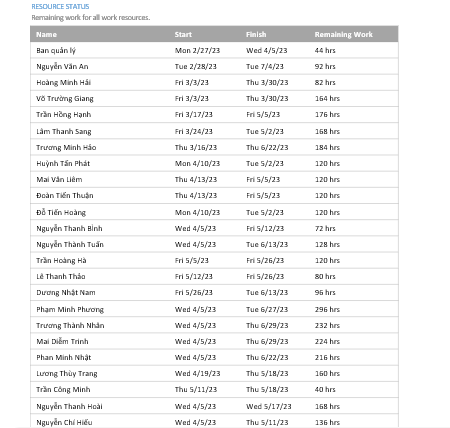 RESOURCE STATUS
Remaining work for all work resources.
Name Start Finish Remaining Work
Ban quản lý Mon 2/27/23 Wed 4/5/23 44 hrs
Nguyễn Văn An Tue 2/28/23 Tue 7/4/23 92 hrs
Hoàng Minh Hải Fri 3/3/23 Thu 3/30/23 82 hrs
Võ Trường Giang Fri 3/3/23 Thu 3/30/23 164 hrs
Trần Hồng Hạnh Fri 3/17/23 Fri 5/5/23 176 hrs
Lâm Thanh Sang Fri 3/24/23 Tue 5/2/23 168 hrs
Trương Minh Hảo Thu 3/16/23 Thu 6/22/23 184 hrs
Huỳnh Tấn Phát Mon 4/10/23 Tue 5/2/23 120 hrs
Mai Văn Liêm Thu 4/13/23 Fri 5/5/23 120 hrs
Đoàn Tiến Thuận Thu 4/13/23 Fri 5/5/23 120 hrs
Đỗ Tiến Hoàng Mon 4/10/23 Tue 5/2/23 120 hrs
Nguyễn Thanh Bình Wed 4/5/23 Fri 5/12/23 72 hrs
Nguyễn Thành Tuấn Wed 4/5/23 Tue 6/13/23 128 hrs
Trần Hoàng Hà Fri 5/5/23 Fri 5/26/23 120 hrs
Lê Thanh Thảo Fri 5/12/23 Fri 5/26/23 80 hrs
Dương Nhật Nam Fri 5/26/23 Tue 6/13/23 96 hrs
Phạm Minh Phương Wed 4/5/23 Tue 6/27/23 296 hrs
Trương Thành Nhân Wed 4/5/23 Thu 6/29/23 232 hrs
Mai Diễm Trinh Wed 4/5/23 Thu 6/29/23 224 hrs
Phan Minh Nhật Wed 4/5/23 Thu 6/22/23 216 hrs
Lương Thùy Trang Wed 4/19/23 Thu 5/18/23 160 hrs
Trần Công Minh Thu 5/11/23 Thu 5/18/23 40 hrs
Nguyễn Thanh Hoài Wed 4/5/23 Wed 5/17/23 168 hrs
Nguyễn Chí Hiếu Wed 4/5/23 Thu 5/11/23 136 hrs